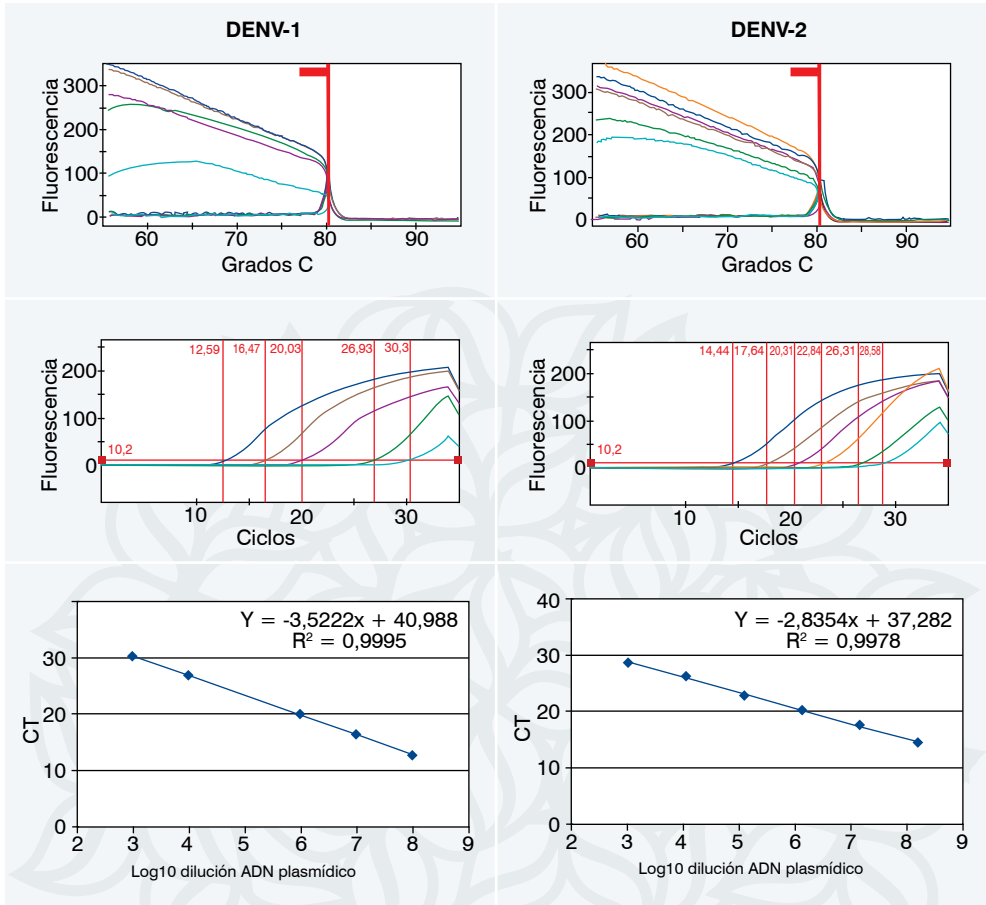 DENV-1
Fluorescencia
300
200
100
0
60 70 80 90
Grados C
DENV-2
Fluorescencia
300
200
100
0
60 70 80 90
Grados C
12,59 16,47 20,03 26,93 30,3
Fluorescencia
200
100
10,2
0
10 20 30
Ciclos
14,44 17,64 20,31 22,84 26,31 28,58
Fluorescencia
200
100
10,2
0
10 20 30
Ciclos
Y = -3,5222x + 40,988
R² = 0,9995
CT
30
20
10
0
2 3 4 5 6 7 8 9
Log10 dilución ADN plasmídico
Y = -2,8354x + 37,282
R² = 0,9978
CT
40
30
20
10
0
2 3 4 5 6 7 8 9
Log10 dilución ADN plasmídico